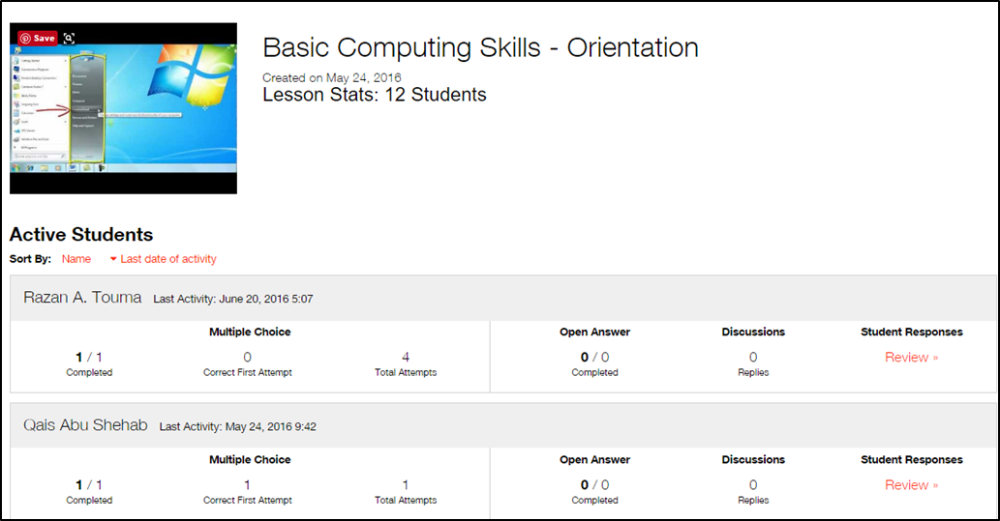 Save
Basic Computing Skills - Orientation
Created on May 24, 2016
Lesson Stats: 12 Students
Active Students
Sort By: Name Last date of activity
Razan A. Touma Last Activity: June 20, 2016 5:07
Multiple Choice Open Answer Discussions Student Responses
1 / 1 0 4 0 / 0 0 Review »
Completed Correct First Attempt Total Attempts Completed Replies
Qais Abu Shehab Last Activity: May 24, 2016 9:42
Multiple Choice Open Answer Discussions Student Responses
1 / 1 1 1 0 / 0 0 Review »
Completed Correct First Attempt Total Attempts Completed Replies